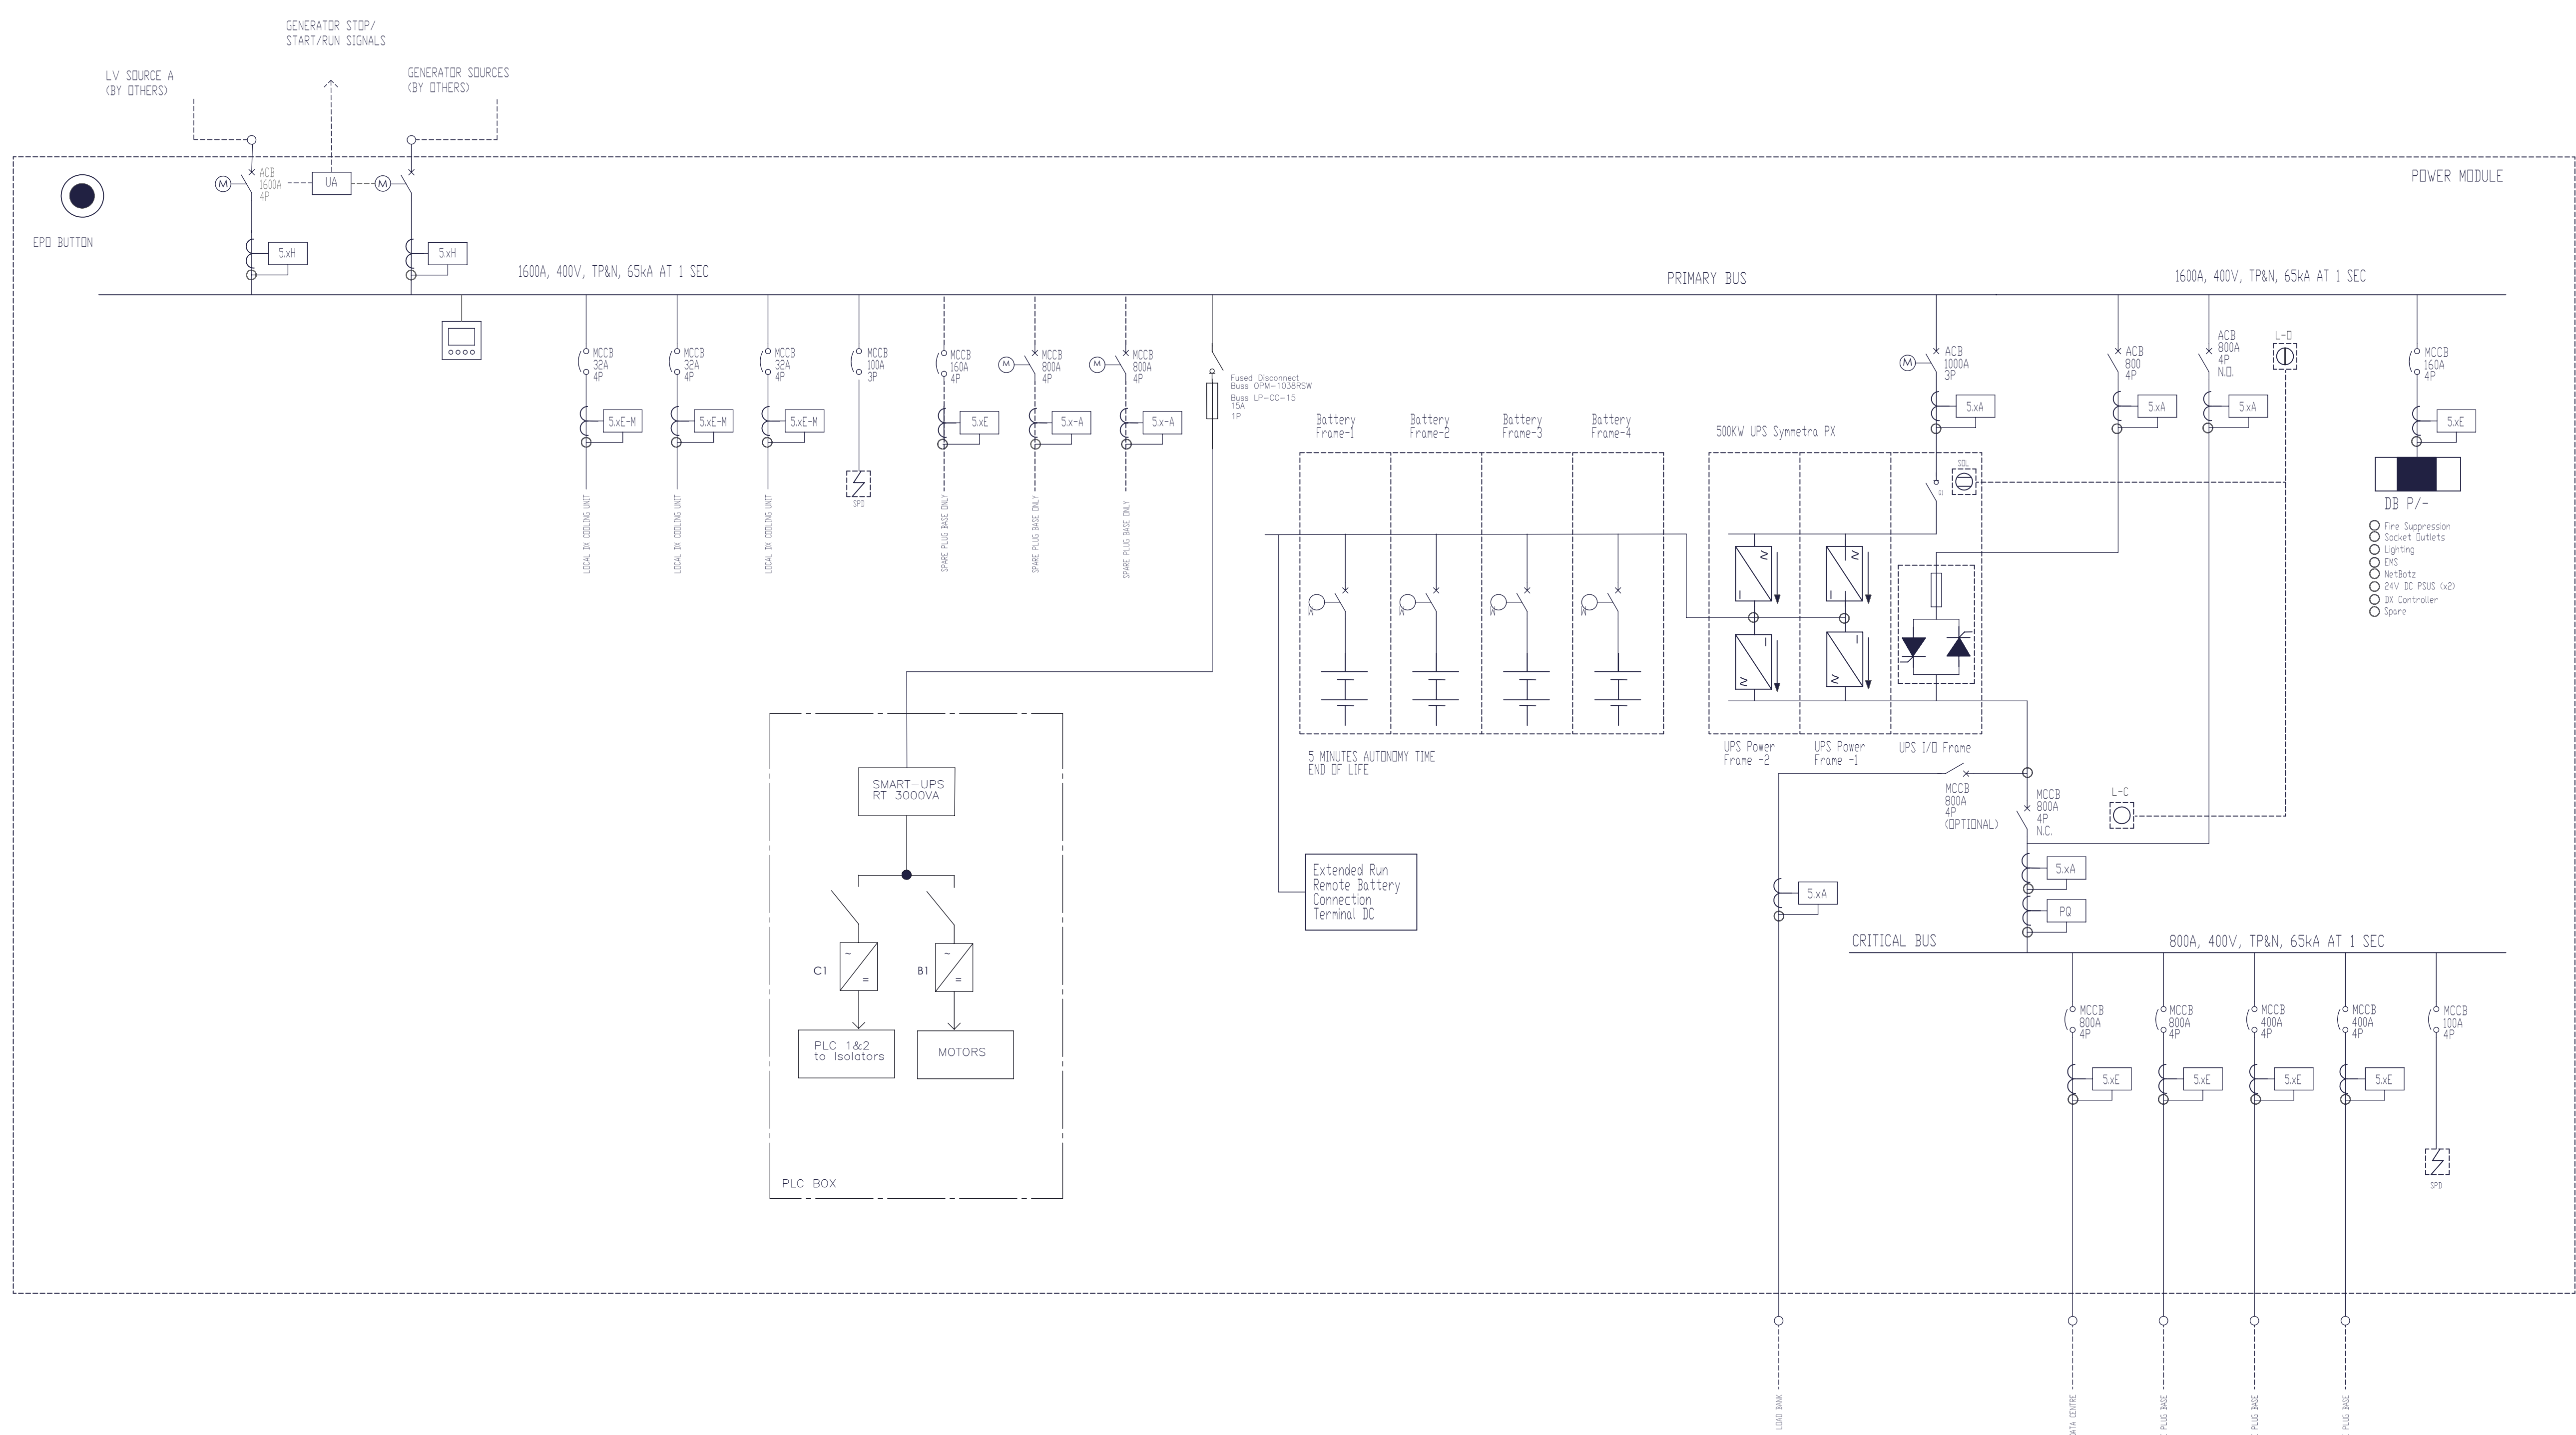 GENERATOR STOP/
START/RUN SIGNALS
LV SOURCE A
(BY OTHERS)
GENERATOR SOURCES
(BY OTHERS)
POWER MODULE
EPO BUTTON
M
ACB
1600A
4P
UA
M
5.xH
5.xH
1600A, 400V, TP&N, 65kA AT 1 SEC
PRIMARY BUS
1600A, 400V, TP&N, 65kA AT 1 SEC
MCCB
32A
4P
5.xE-M
LOCAL DX COOLING UNIT
MCCB
32A
4P
5.xE-M
LOCAL DX COOLING UNIT
MCCB
32A
4P
5.xE-M
LOCAL DX COOLING UNIT
MCCB
100A
3P
SPD
MCCB
160A
4P
5.xE
SPARE PLUG BASE ONLY
M
MCCB
800A
4P
5.x-A
SPARE PLUG BASE ONLY
M
MCCB
800A
4P
5.x-A
SPARE PLUG BASE ONLY
Fused Disconnect
Buss OPM-1038RSW
Buss LP-CC-15
15A
1P
Battery
Frame-1
Battery
Frame-2
Battery
Frame-3
Battery
Frame-4
M
M
M
M
5 MINUTES AUTONOMY TIME
END OF LIFE
500KW UPS Symmetra PX
M
ACB
1000A
3P
5.xA
SOL
UPS Power
Frame -2
UPS Power
Frame -1
UPS I/O Frame
ACB
800
4P
5.xA
ACB
800A
4P
N.O.
5.xA
L-O
MCCB
160A
4P
5.xE
DB P/-
Fire Suppression
Socket Outlets
Lighting
EMS
NetBotz
24V DC PSUS (x2)
DX Controller
Spare
MCCB
800A
4P
(OPTIONAL)
MCCB
800A
4P
N.C.
L-C
5.xA
5.xA
PQ
Extended Run
Remote Battery
Connection
Terminal DC
SMART-UPS
RT 3000VA
C1
~
=
B1
~
=
PLC 1&2
to Isolators
MOTORS
PLC BOX
CRITICAL BUS
800A, 400V, TP&N, 65kA AT 1 SEC
MCCB
800A
4P
5.xE
MCCB
800A
4P
5.xE
MCCB
400A
4P
5.xE
MCCB
400A
4P
5.xE
MCCB
100A
4P
SPD
LOAD BANK
CENTRE
PLUG BASE
PLUG BASE
PLUG BASE